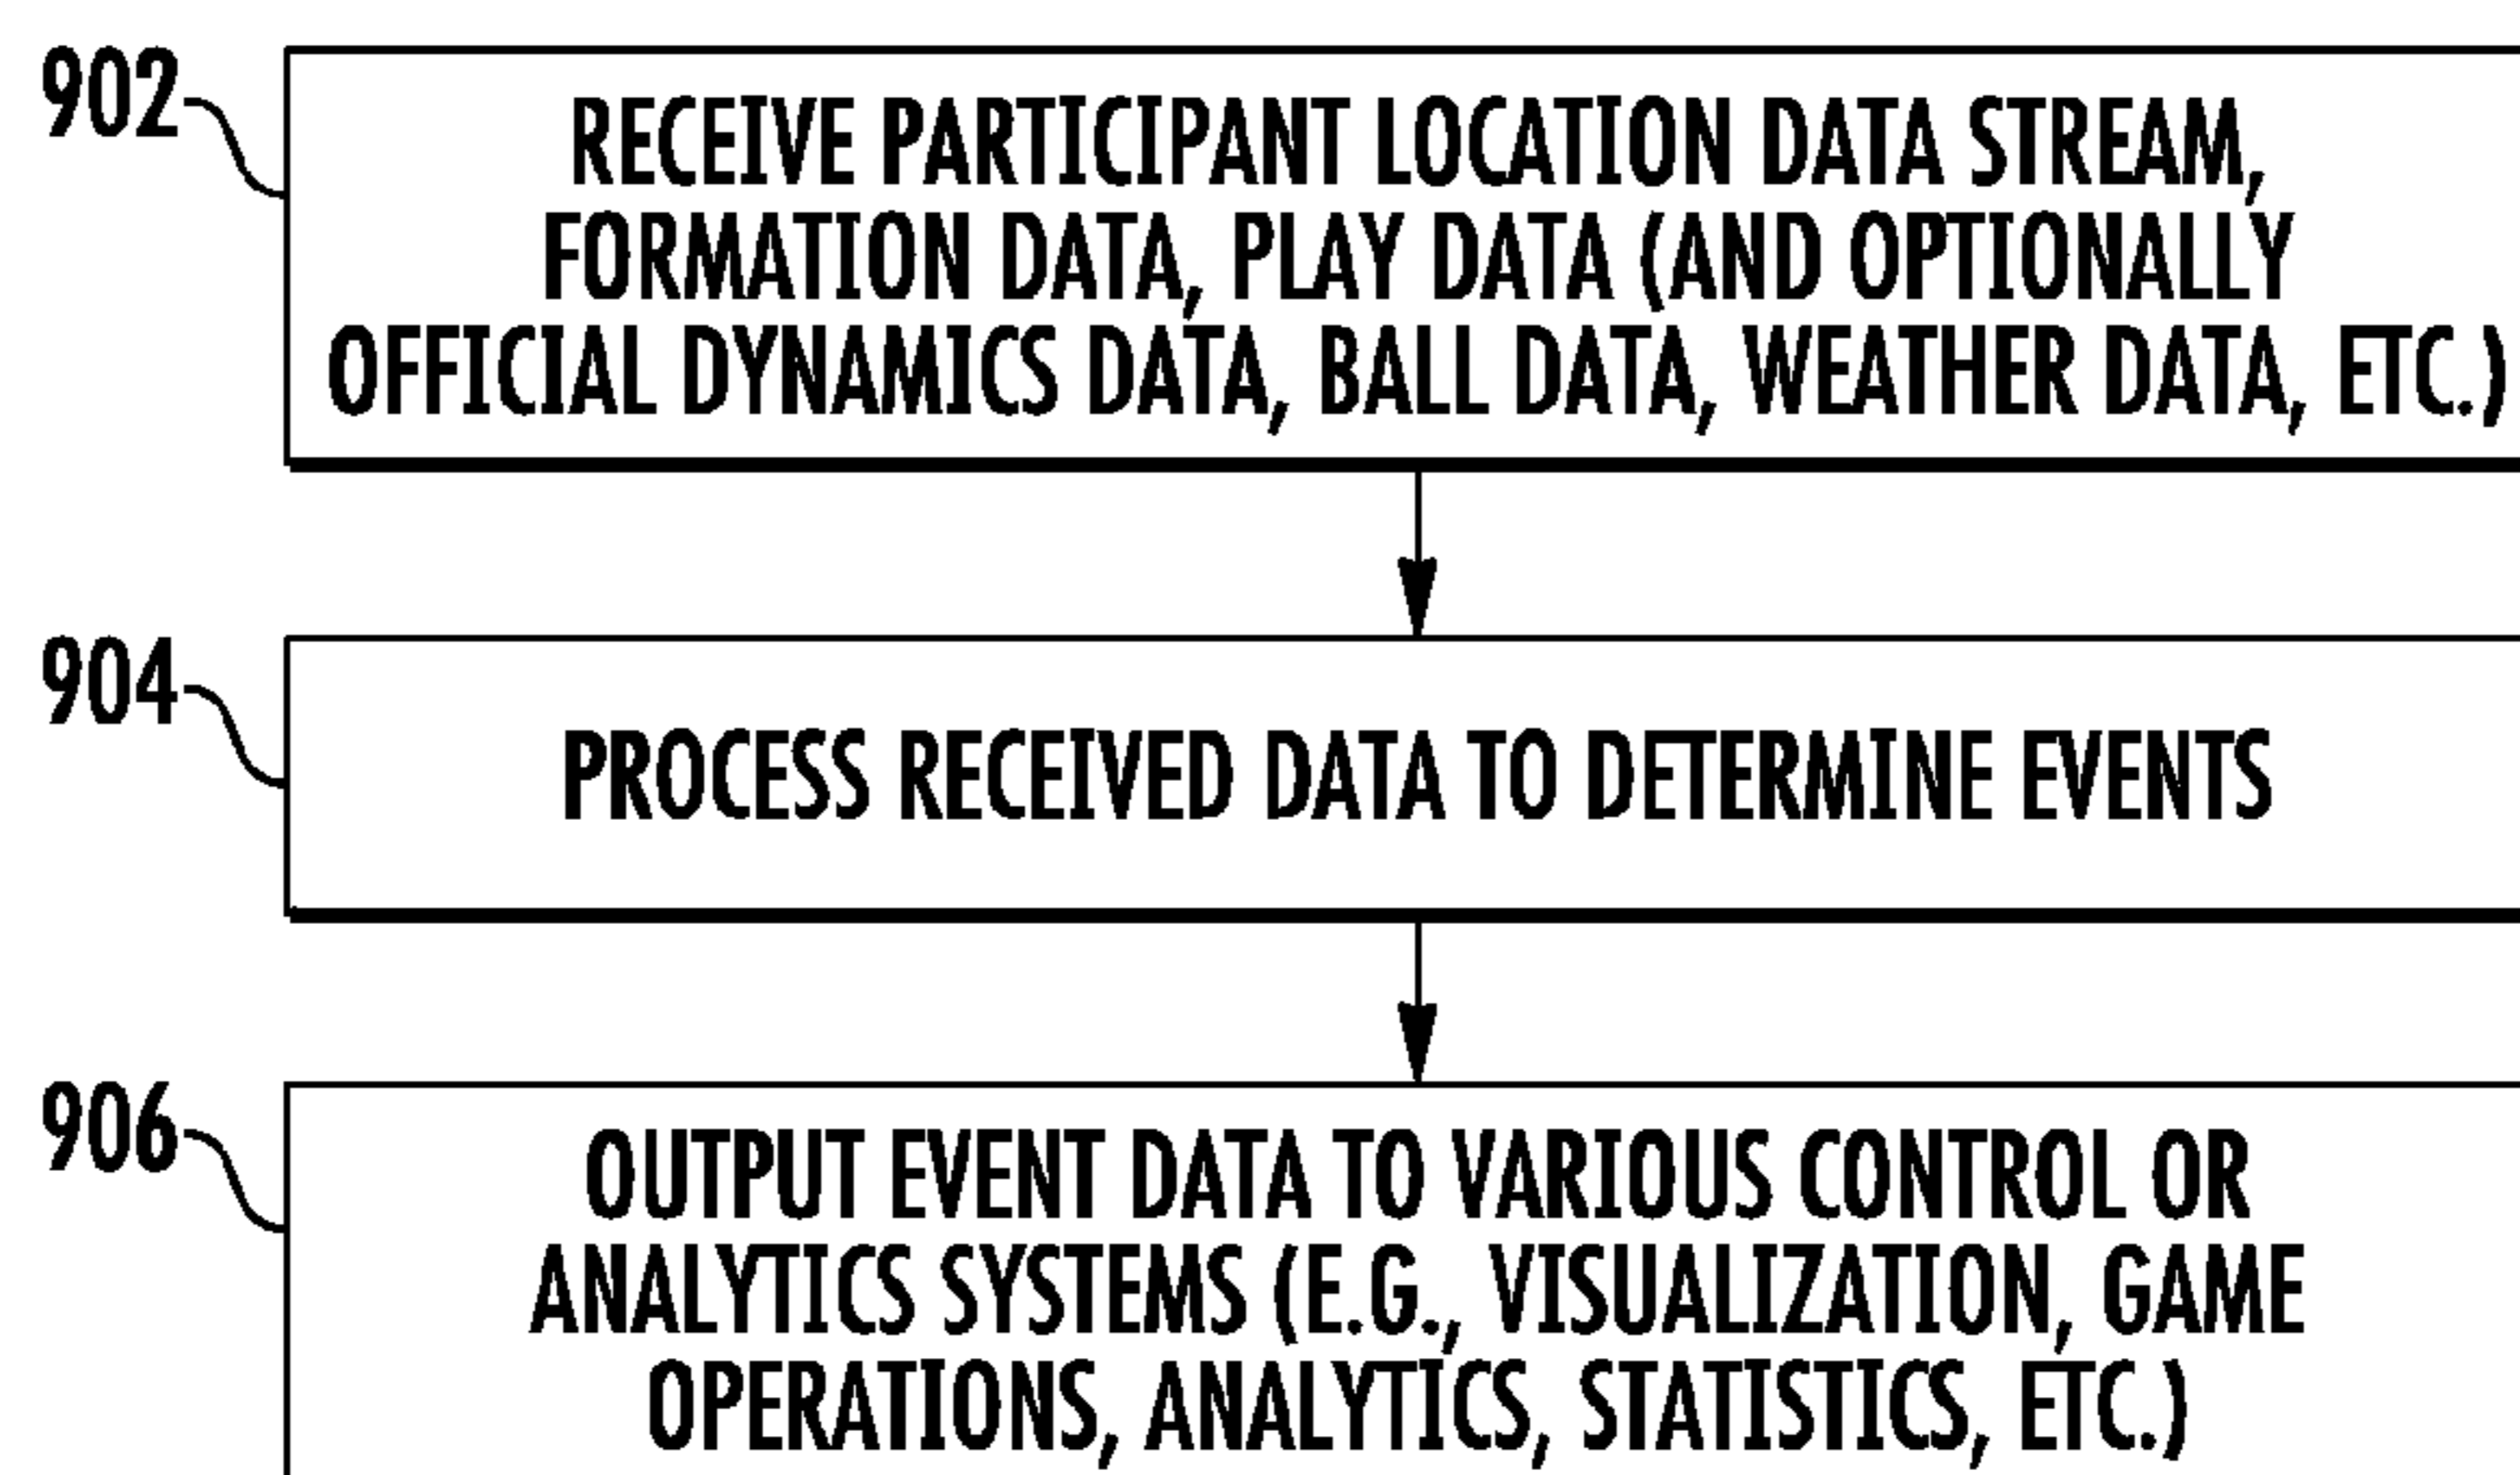 902
RECEIVE PARTICIPANT LOCATION DATA STREAM,
FORMATION DATA, PLAY DATA (AND OPTIONALLY
OFFICIAL DYNAMICS DATA, BALL DATA, WEATHER DATA, ETC.)
904
PROCESS RECEIVED DATA TO DETERMINE EVENTS
906
OUTPUT EVENT DATA TO VARIOUS CONTROL OR
ANALYTICS SYSTEMS (E.G., VISUALIZATION, GAME
OPERATIONS, ANALYTICS, STATISTICS, ETC.)